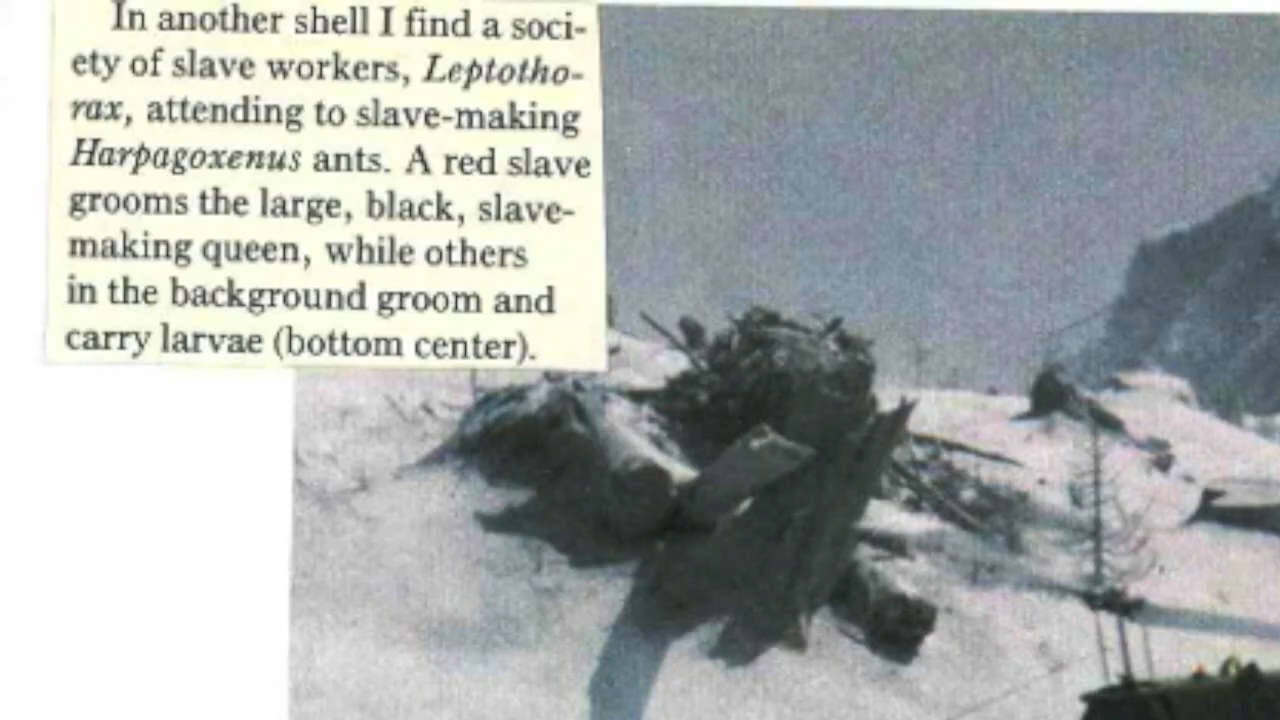 In another shell I find a soci-
ety of slave workers, Leptotho-
rax, attending to slave-making
Harpagoxenus ants. A red slave
grooms the large, black, slave-
making queen, while others
in the background groom and
carry larvae (bottom center).